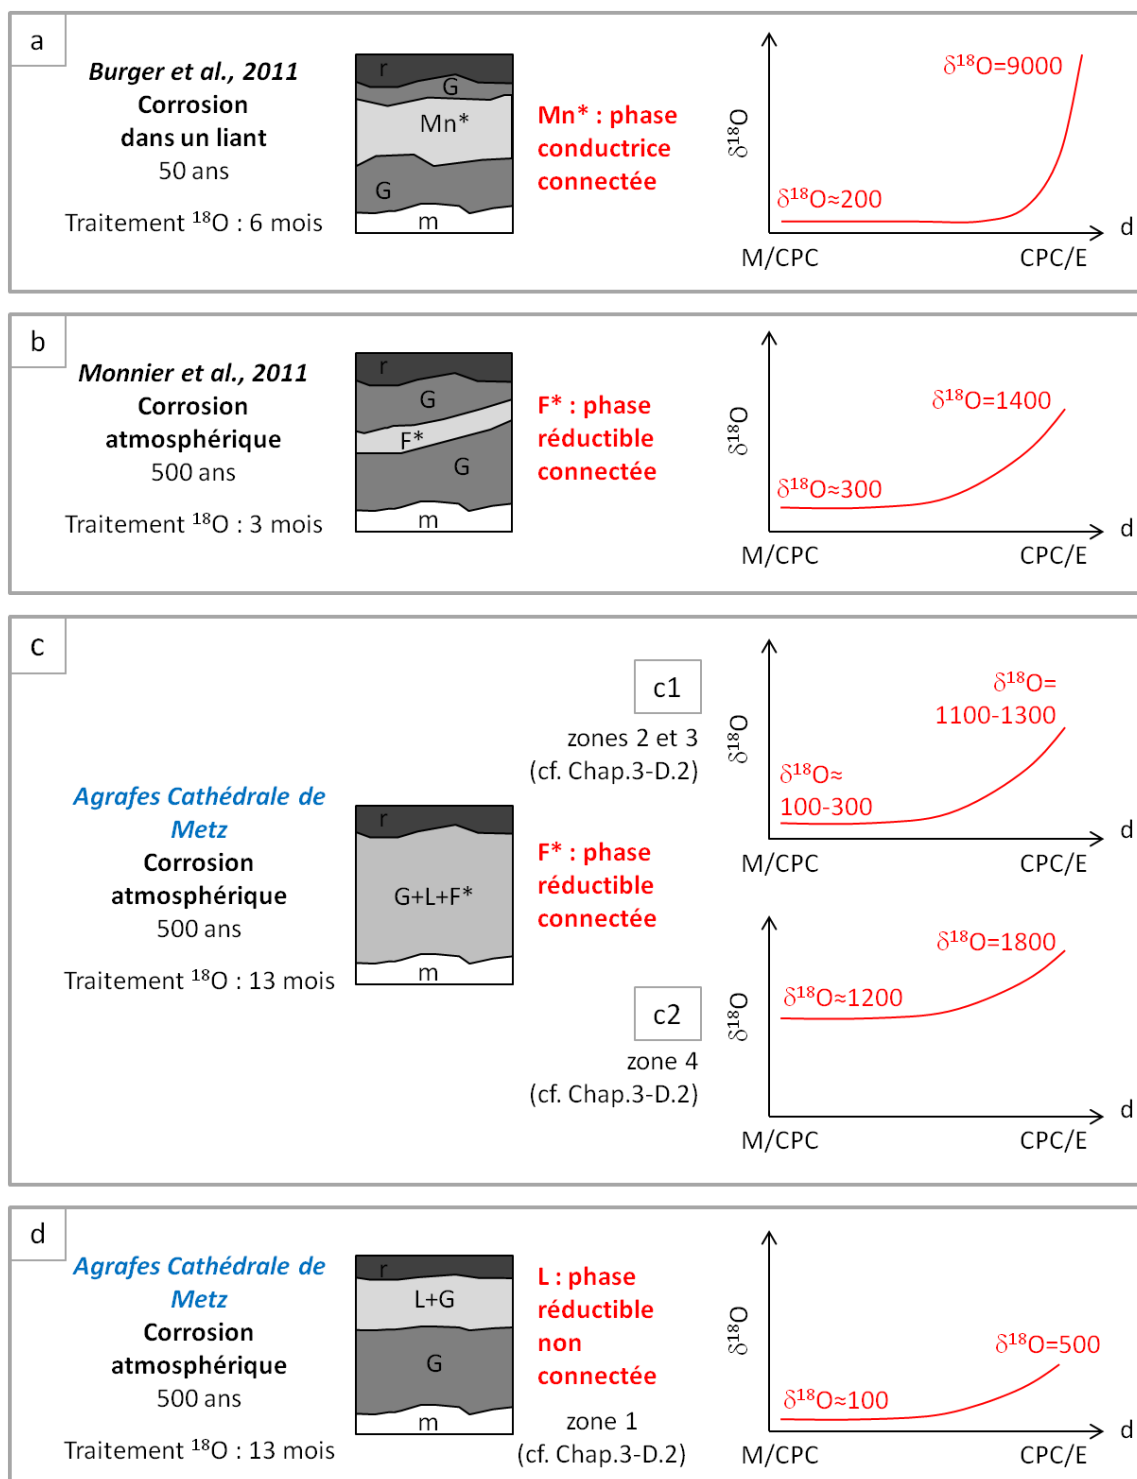 a
Burger et al., 2011
Corrosion
dans un liant
50 ans
Traitement ¹⁸O : 6 mois
r
G
Mn*
G
m
Mn* : phase
conductrice
connectée
δ¹⁸O
δ¹⁸O=9000
δ¹⁸O≈200
d
M/CPC
CPC/E
b
Monnier et al., 2011
Corrosion
atmosphérique
500 ans
Traitement ¹⁸O : 3 mois
r
G
F*
G
m
F* : phase
réductible
connectée
δ¹⁸O
δ¹⁸O=1400
δ¹⁸O≈300
d
M/CPC
CPC/E
c
Agrafes Cathédrale de
Metz
Corrosion
atmosphérique
500 ans
Traitement ¹⁸O : 13 mois
r
G+L+F*
m
F* : phase
réductible
connectée
c1
zones 2 et 3
(cf. Chap.3-D.2)
δ¹⁸O
δ¹⁸O=
1100-1300
δ¹⁸O≈
100-300
d
M/CPC
CPC/E
c2
zone 4
(cf. Chap.3-D.2)
δ¹⁸O
δ¹⁸O=1800
δ¹⁸O≈1200
d
M/CPC
CPC/E
d
Agrafes Cathédrale de
Metz
Corrosion
atmosphérique
500 ans
Traitement ¹⁸O : 13 mois
r
L+G
G
m
L : phase
réductible
non
connectée
zone 1
(cf. Chap.3-D.2)
δ¹⁸O
δ¹⁸O=500
δ¹⁸O≈100
d
M/CPC
CPC/E